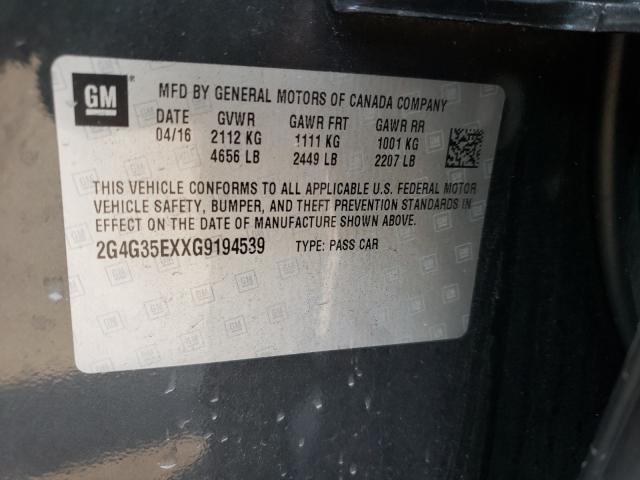 GM
MFD BY GENERAL MOTORS OF CANADA COMPANY
DATE GVWR GAWR FRT GAWR RR
04/16 2112 KG 1111 KG 1001 KG
4656 LB 2449 LB 2207 LB
THIS VEHICLE CONFORMS TO ALL APPLICABLE U.S. FEDERAL MOTOR
VEHICLE SAFETY, BUMPER, AND THEFT PREVENTION STANDARDS IN
EFFECT ON THE DATE OF MANUFACTURE SHOWN ABOVE.
2G4G35EXXG9194539 TYPE: PASS CAR